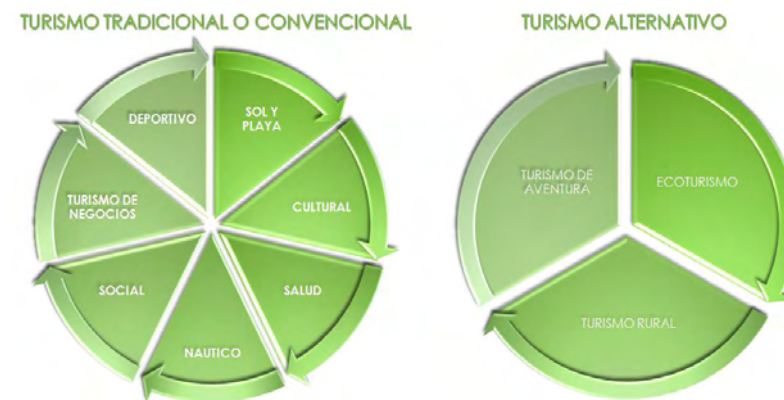 TURISMO TRADICIONAL O CONVENCIONAL
DEPORTIVO
SOL Y
PLAYA
TURISMO DE
NEGOCIOS
CULTURAL
SOCIAL
SALUD
NAUTICO
TURISMO ALTERNATIVO
TURISMO DE
AVENTURA
ECOTURISMO
TURISMO RURAL